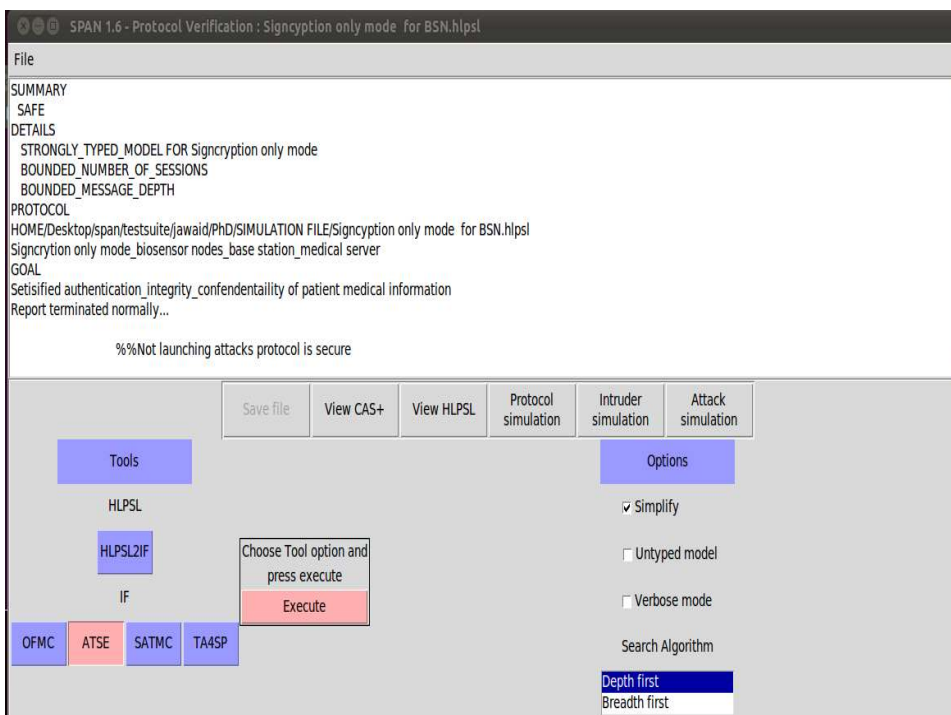 SPAN 1.6 - Protocol Verification : Signcyption only mode for BSN.hlpsl
File
SUMMARY
SAFE
DETAILS
STRONGLY_TYPED_MODEL FOR Signcryption only mode
BOUNDED_NUMBER_OF_SESSIONS
BOUNDED_MESSAGE_DEPTH
PROTOCOL
HOME/Desktop/span/testsuite/jawaid/PhD/SIMULATION FILE/Signcyption only mode for BSN.hlpsl
Signcrytion only mode_biosensor nodes_base station_medical server
GOAL
Setisified authentication_integrity_confendentaility of patient medical information
Report terminated normally...
%%Not launching attacks protocol is secure
Save file
View CAS+
View HLPSL
Protocol
simulation
Intruder
simulation
Attack
simulation
Tools
Options
HLPSL
Simplify
HLPSL2IF
Choose Tool option and
press execute
Untyped model
IF
Execute
Verbose mode
OFMC
ATSE
SATMC
TA4SP
Search Algorithm
Depth first
Breadth first